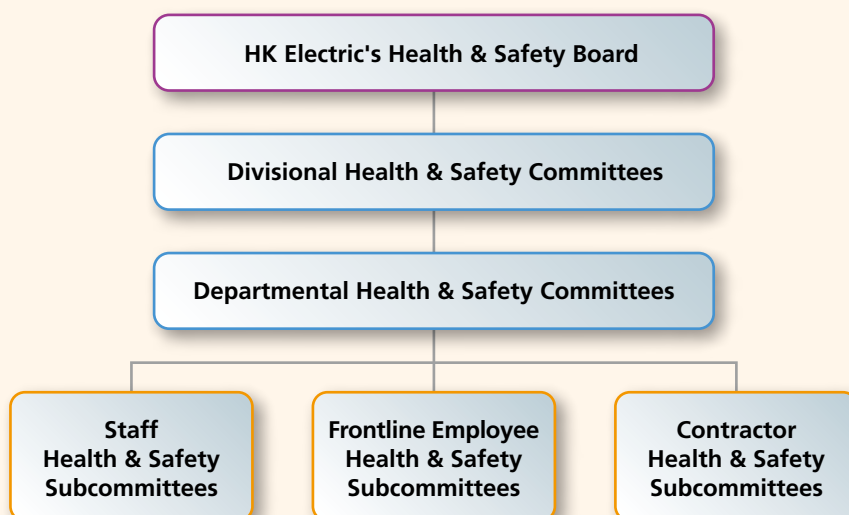 HK Electric's Health & Safety Board
Divisional Health & Safety Committees
Departmental Health & Safety Committees
Staff
Health & Safety
Subcommittees
Frontline Employee
Health & Safety
Subcommittees
Contractor
Health & Safety
Subcommittees